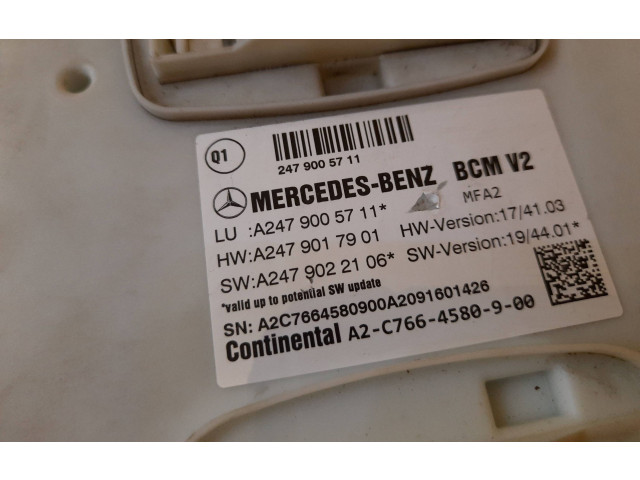 Q1
247 900 57 11
MERCEDES-BENZ BCM V2
MFA2
LU :A247 900 57 11*
HW:A247 901 79 01 HW-Version:17/41.03
SW:A247 902 21 06* SW-Version:19/44.01*
*valid up to potential SW update
SN: A2C7664580900A2091601426
Continental A2-C766-4580-9-00